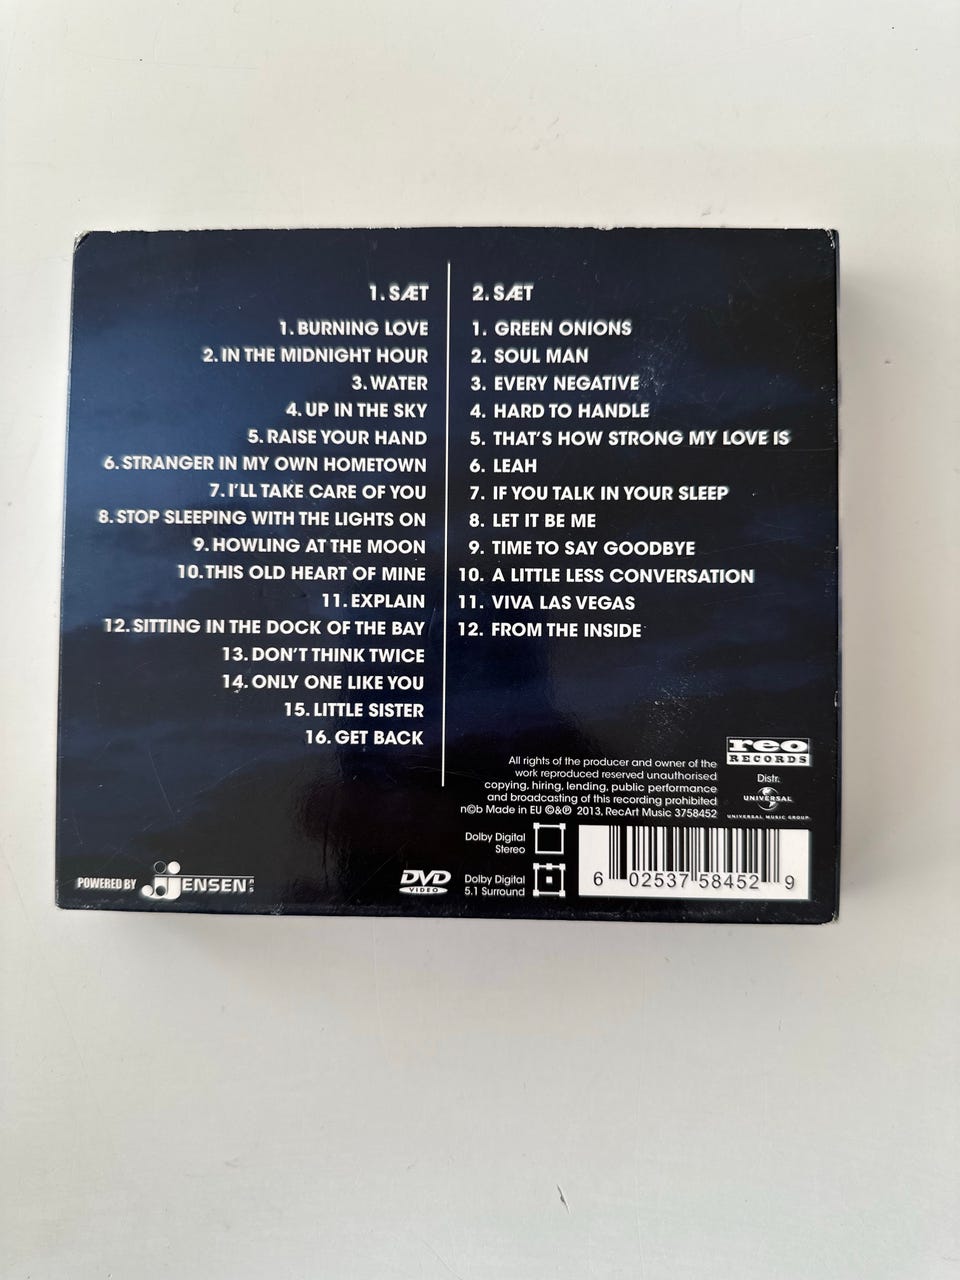 1. SÆT
1. BURNING LOVE
2. IN THE MIDNIGHT HOUR
3. WATER
4. UP IN THE SKY
5. RAISE YOUR HAND
6. STRANGER IN MY OWN HOMETOWN
7. I'LL TAKE CARE OF YOU
8. STOP SLEEPING WITH THE LIGHTS ON
9. HOWLING AT THE MOON
10. THIS OLD HEART OF MINE
11. EXPLAIN
12. SITTING IN THE DOCK OF THE BAY
13. DON'T THINK TWICE
14. ONLY ONE LIKE YOU
15. LITTLE SISTER
16. GET BACK
2. SÆT
1. GREEN ONIONS
2. SOUL MAN
3. EVERY NEGATIVE
4. HARD TO HANDLE
5. THAT'S HOW STRONG MY LOVE IS
6. LEAH
7. IF YOU TALK IN YOUR SLEEP
8. LET IT BE ME
9. TIME TO SAY GOODBYE
10. A LITTLE LESS CONVERSATION
11. VIVA LAS VEGAS
12. FROM THE INSIDE
All rights of the producer and owner of the
work reproduced reserved unauthorised
copying, hiring, lending, public performance
and broadcasting of this recording prohibited
n©b Made in EU ©&℗ 2013, RecArt Music 3758452
reo
RECORDS
Distr.
UNIVERSAL
UNIVERSAL MUSIC GROUP
POWERED BY JENSEN A/S
DVD
VIDEO
Dolby Digital
Stereo
Dolby Digital
5.1 Surround
6 02537 58452 9